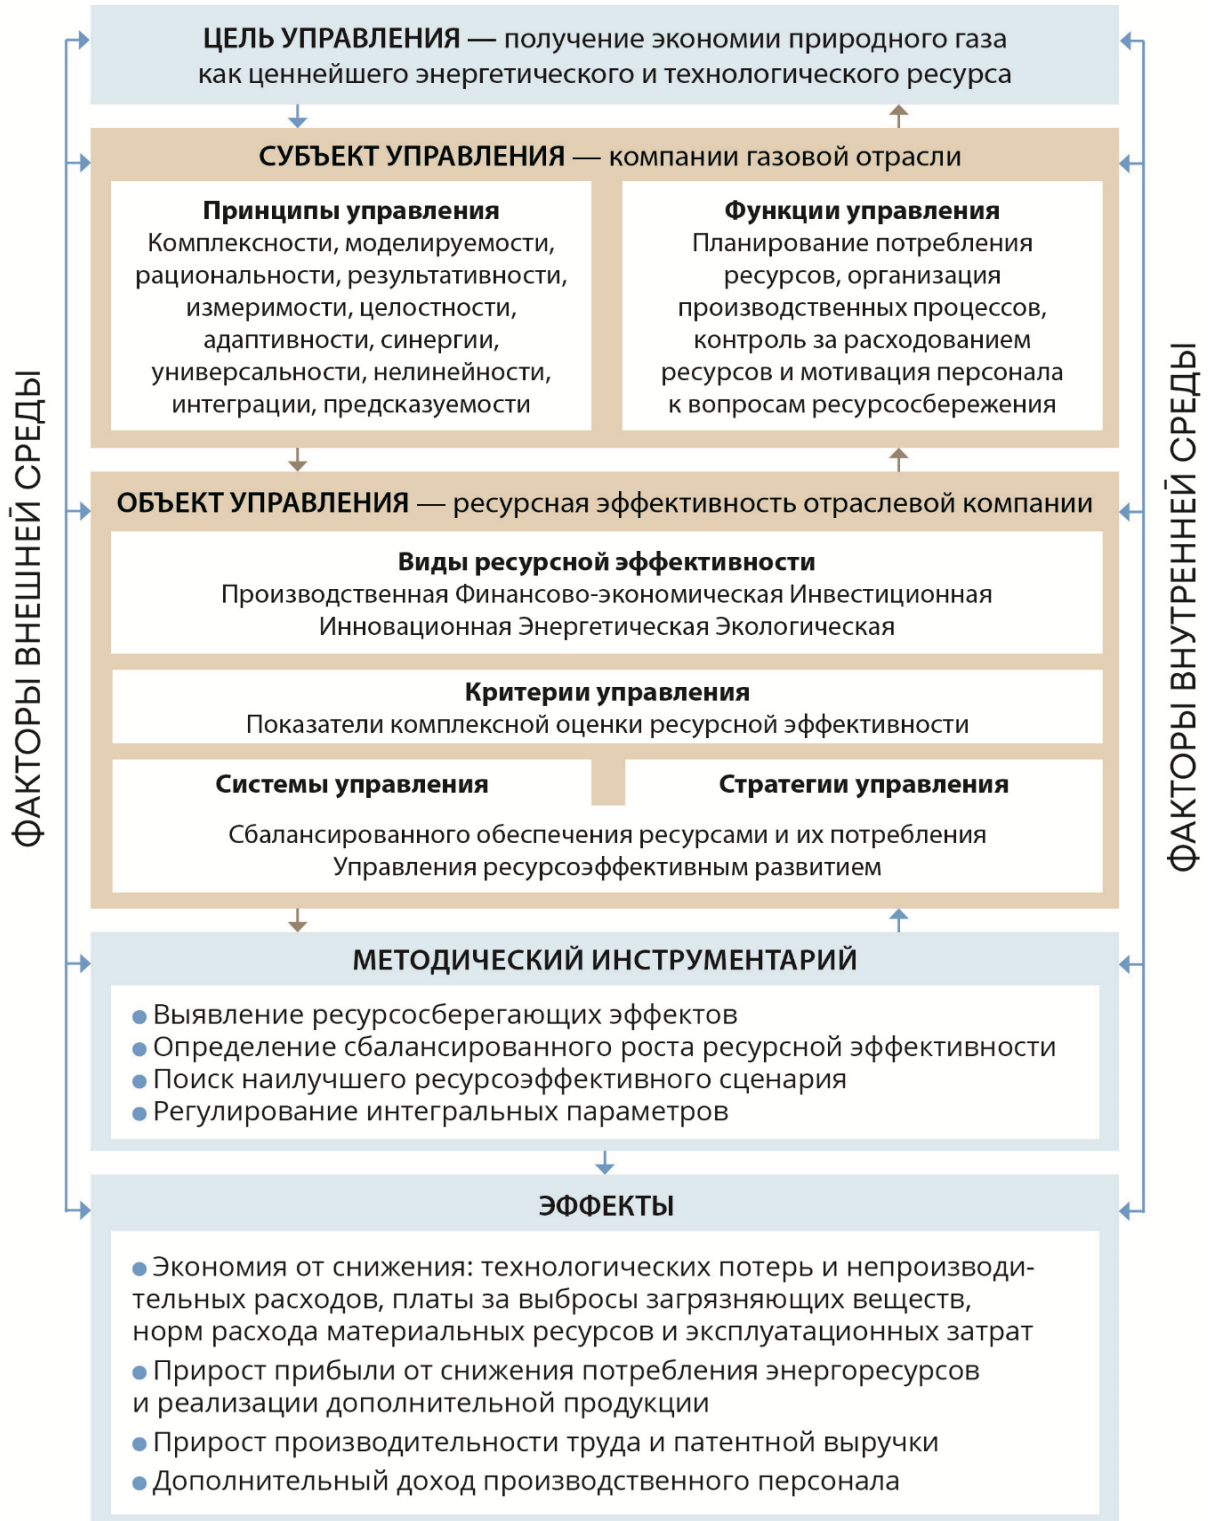 ЦЕЛЬ УПРАВЛЕНИЯ — получение экономии природного газа
как ценнейшего энергетического и технологического ресурса
СУБЪЕКТ УПРАВЛЕНИЯ — компании газовой отрасли
Принципы управления
Комплексности, моделируемости,
рациональности, результативности,
измеримости, целостности,
адаптивности, синергии,
универсальности, нелинейности,
интеграции, предсказуемости
Функции управления
Планирование потребления
ресурсов, организация
производственных процессов,
контроль за расходованием
ресурсов и мотивация персонала
к вопросам ресурсосбережения
ФАКТОРЫ ВНЕШНЕЙ СРЕДЫ
ФАКТОРЫ ВНУТРЕННЕЙ СРЕДЫ
ОБЪЕКТ УПРАВЛЕНИЯ — ресурсная эффективность отраслевой компании
Виды ресурсной эффективности
Производственная Финансово-экономическая Инвестиционная
Инновационная Энергетическая Экологическая
Критерии управления
Показатели комплексной оценки ресурсной эффективности
Системы управления
Стратегии управления
Сбалансированного обеспечения ресурсами и их потребления
Управления ресурсоэффективным развитием
МЕТОДИЧЕСКИЙ ИНСТРУМЕНТАРИЙ
● Выявление ресурсосберегающих эффектов
● Определение сбалансированного роста ресурсной эффективности
● Поиск наилучшего ресурсоэффективного сценария
● Регулирование интегральных параметров
ЭФФЕКТЫ
● Экономия от снижения: технологических потерь и непроизводи-
тельных расходов, платы за выбросы загрязняющих веществ,
норм расхода материальных ресурсов и эксплуатационных затрат
● Прирост прибыли от снижения потребления энергоресурсов
и реализации дополнительной продукции
● Прирост производительности труда и патентной выручки
● Дополнительный доход производственного персонала